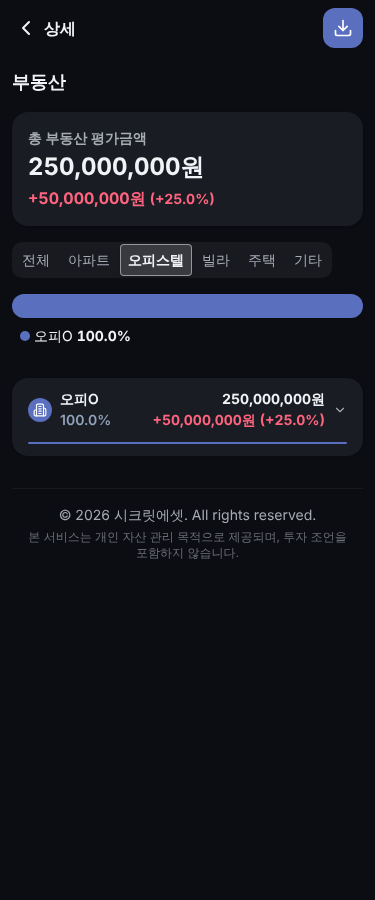 상세
부동산
총 부동산 평가금액
250,000,000원
+50,000,000원 (+25.0%)
전체 아파트 오피스텔 빌라 주택 기타
오피O 100.0%
오피O 250,000,000원
100.0% +50,000,000원 (+25.0%)
© 2026 시크릿에셋. All rights reserved.
본 서비스는 개인 자산 관리 목적으로 제공되며, 투자 조언을
포함하지 않습니다.